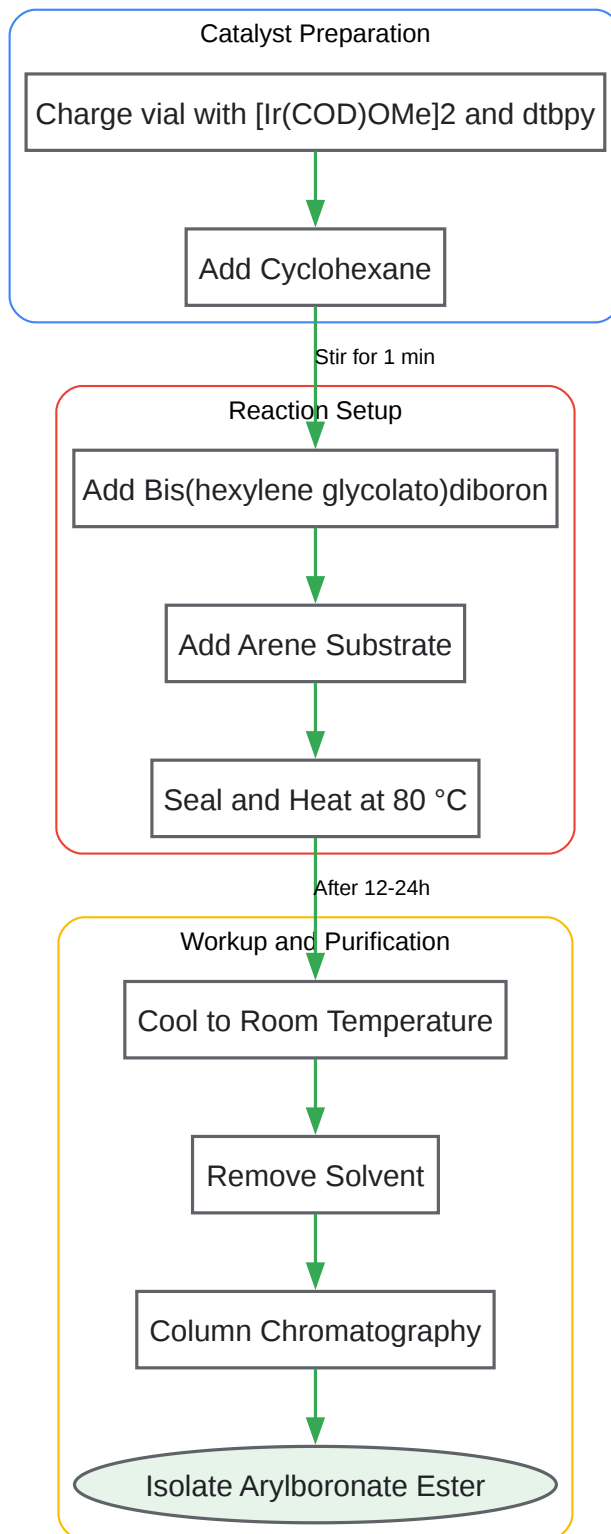 Catalyst Preparation
Charge vial with [Ir(COD)OMe]2 and dtbpy
Add Cyclohexane
Stir for 1 min
Reaction Setup
Add Bis(hexylene glycolato)diboron
Add Arene Substrate
Seal and Heat at 80 °C
After 12-24h
Workup and Purification
Cool to Room Temperature
Remove Solvent
Column Chromatography
Isolate Arylboronate Ester